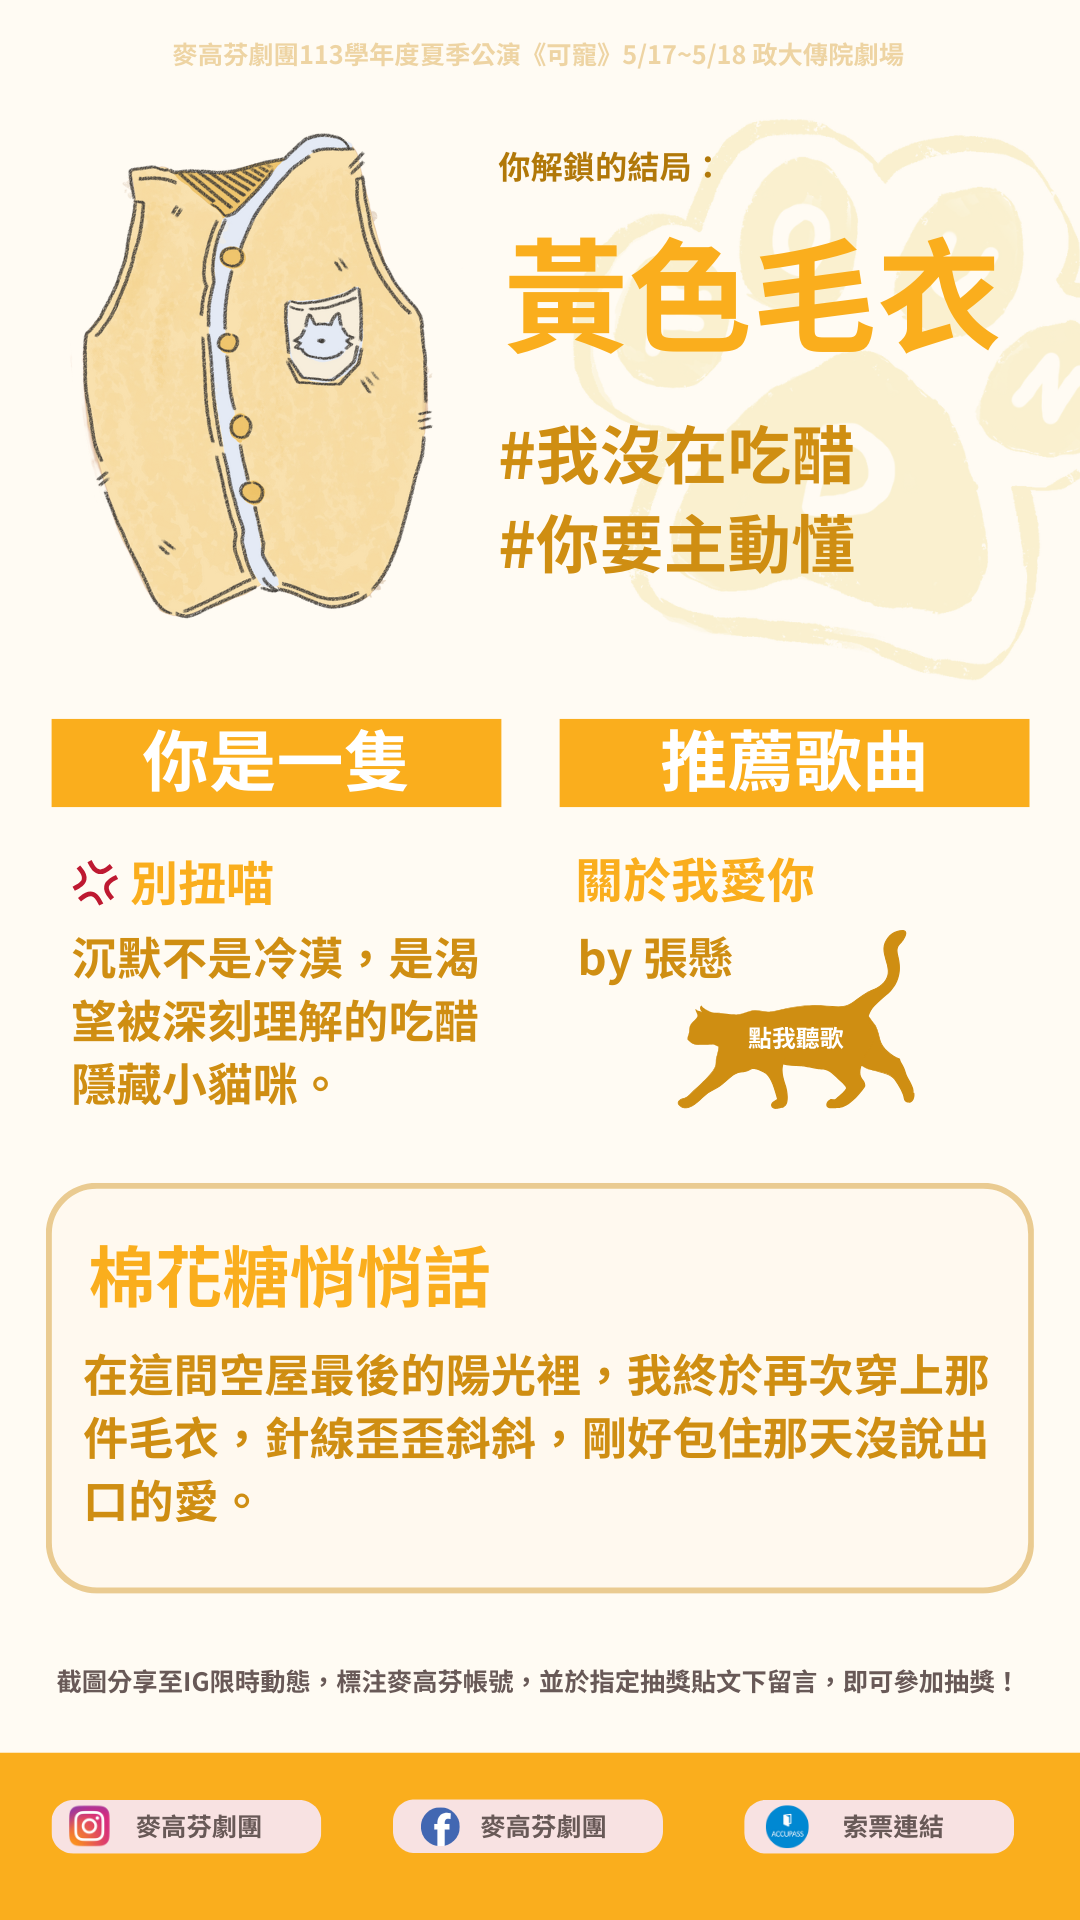 麥高芬劇團113學年度夏季公演《可寵》5/17~5/18 政大傳院劇場
你解鎖的結局：
黃色毛衣
#我沒在吃醋
#你要主動懂
你是一隻
推薦歌曲
別扭喵
沉默不是冷漠，是渴
望被深刻理解的吃醋
隱藏小貓咪。
關於我愛你
by 張懸
點我聽歌
棉花糖悄悄話
在這間空屋最後的陽光裡，我終於再次穿上那
件毛衣，針線歪歪斜斜，剛好包住那天沒說出
口的愛。
截圖分享至IG限時動態，標注麥高芬帳號，並於指定抽獎貼文下留言，即可參加抽獎！
麥高芬劇團
麥高芬劇團
ACCUPASS
索票連結